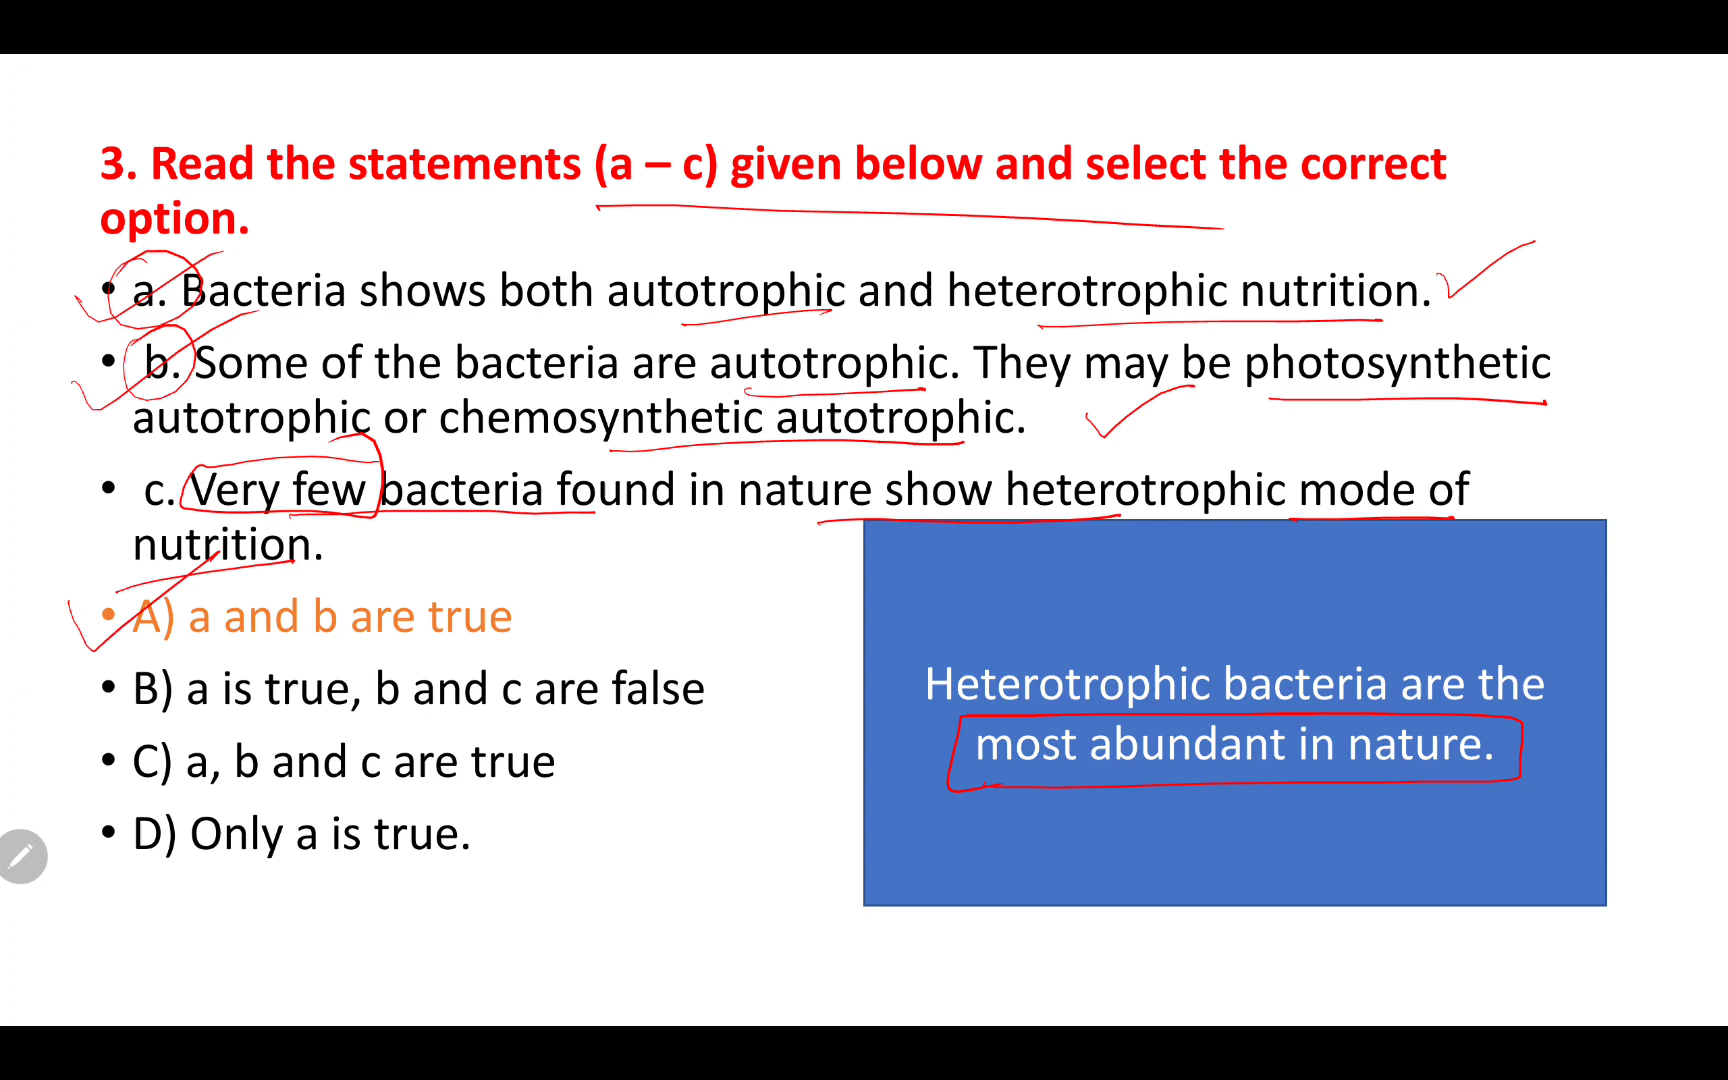 3. Read the statements (a – c) given below and select the correct
option.
• a. Bacteria shows both autotrophic and heterotrophic nutrition.
• b. Some of the bacteria are autotrophic. They may be photosynthetic
autotrophic or chemosynthetic autotrophic.
• c. Very few bacteria found in nature show heterotrophic mode of
nutrition.
• A) a and b are true
• B) a is true, b and c are false
• C) a, b and c are true
• D) Only a is true.
Heterotrophic bacteria are the
most abundant in nature.